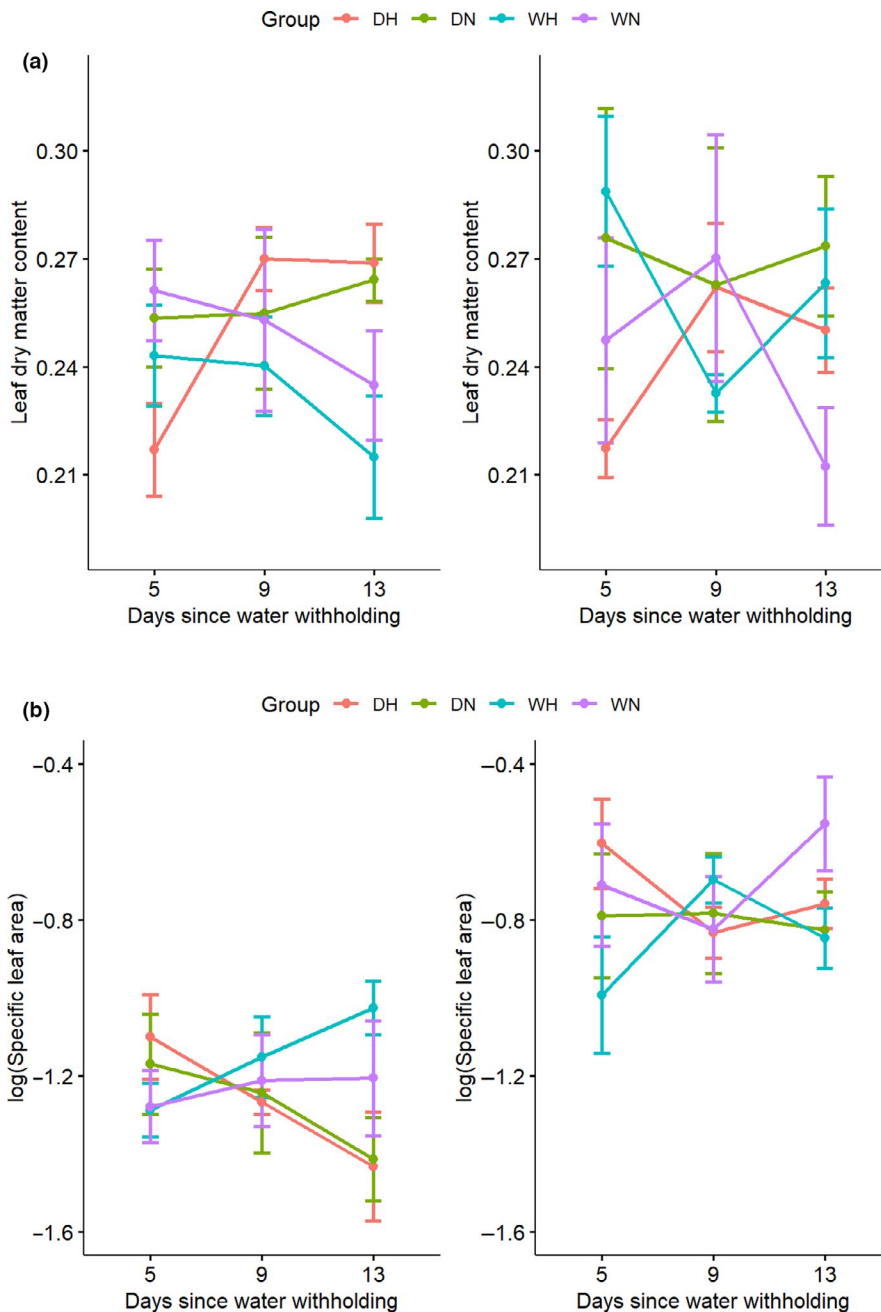 Group DH DN WH WN
(a)
Leaf dry matter content
0.30
0.27
0.24
0.21
5 9 13
Days since water withholding
Leaf dry matter content
0.30
0.27
0.24
0.21
5 9 13
Days since water withholding
Group DH DN WH WN
(b)
log(Specific leaf area)
−0.4
−0.8
−1.2
−1.6
5 9 13
Days since water withholding
log(Specific leaf area)
−0.4
−0.8
−1.2
−1.6
5 9 13
Days since water withholding